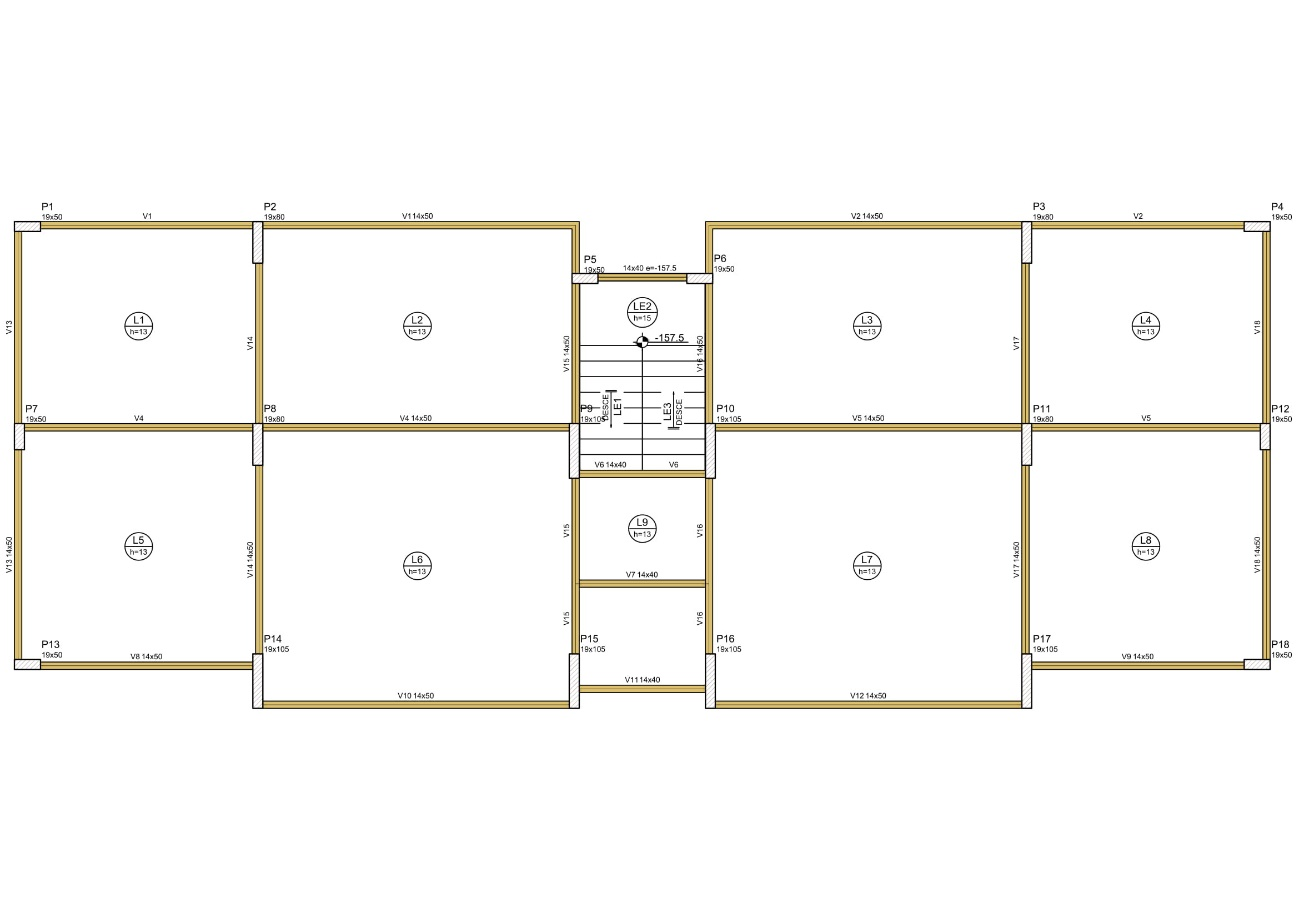 P1
19x50
V1
P2
19x80
V1 14x50
V2 14x50
P3
19x80
V2
P4
19x50
P5
19x50
14x40 e=-157.5
P6
19x50
V13
L1
h=13
V14
L2
h=13
V15 14x50
LE2
h=15
-157.5
V16 14x50
L3
h=13
V17
L4
h=13
V18
DESCE
LE1
LE3
DESCE
P7
19x50
V4
P8
19x80
V4 14x50
P9
19x105
P10
19x105
V5 14x50
P11
19x80
V5
P12
19x50
V6 14x40
V6
V13 14x50
L5
h=13
V14 14x50
L6
h=13
V15
L9
h=13
V16
L7
h=13
V17 14x50
L8
h=13
V18 14x50
V7 14x40
V15
V16
P13
19x50
V8 14x50
P14
19x105
P15
19x105
P16
19x105
P17
19x105
V9 14x50
P18
19x50
V11 14x40
V10 14x50
V12 14x50